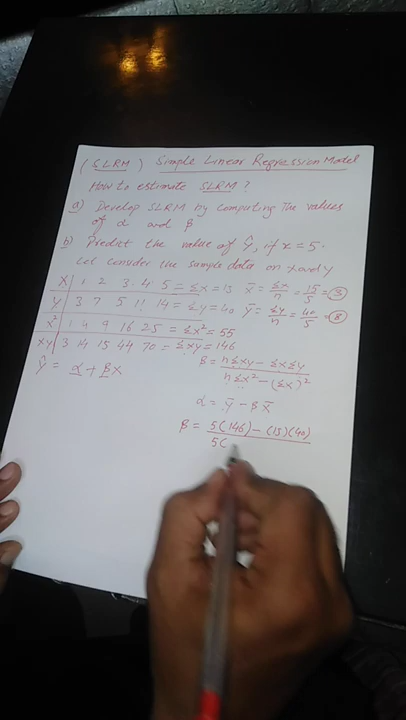 (SLRM) Simple Linear Regression Model
How to estimate SLRM?
a) Develop SLRM by computing the values
of α and β
b) Predict the value of Ŷ, if x = 5.
Let Consider the sample data on x and y
X | 1 2 3 4 5 = Σx = 15 X̄ = Σx/n = 15/5 = 3
Y | 3 7 5 11 14 = Σy = 40 Ȳ = Σy/n = 40/5 = 8
X² | 1 4 9 16 25 = Σx² = 55
XY | 3 14 15 44 70 = Σxy = 146
Ŷ = α + βX
β = nΣxy - ΣxΣy / nΣx² - (Σx)²
α = Ȳ - βX̄
β = 5(146) - (15)(40)
5(